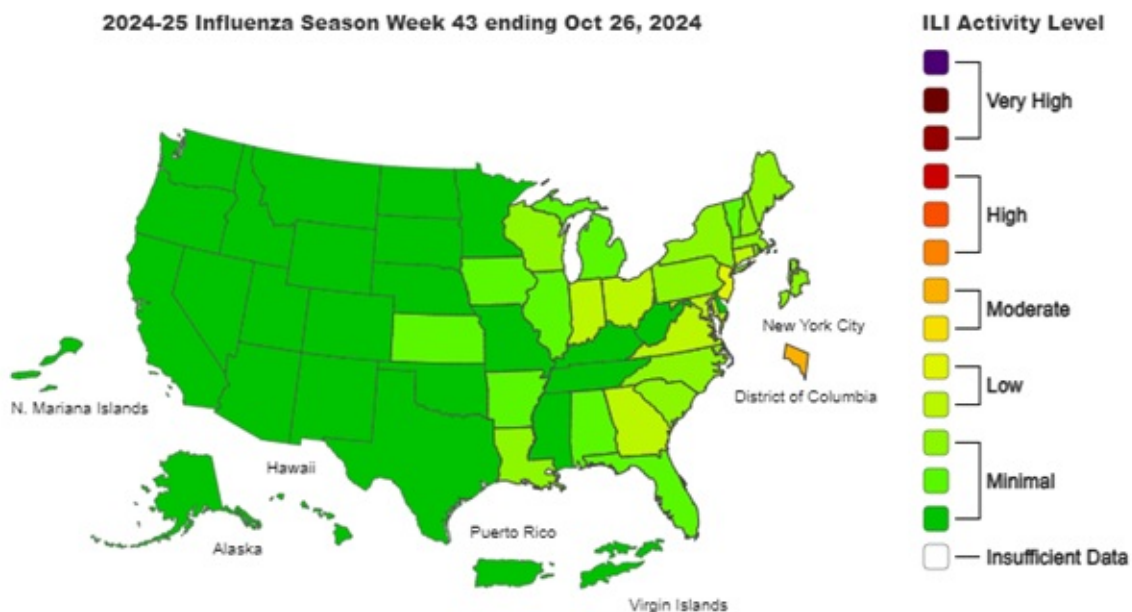 2024-25 Influenza Season Week 43 ending Oct 26, 2024
ILI Activity Level
Very High
High
Moderate
Low
Minimal
Insufficient Data
New York City
District of Columbia
N. Mariana Islands
Hawaii
Alaska
Puerto Rico
Virgin Islands